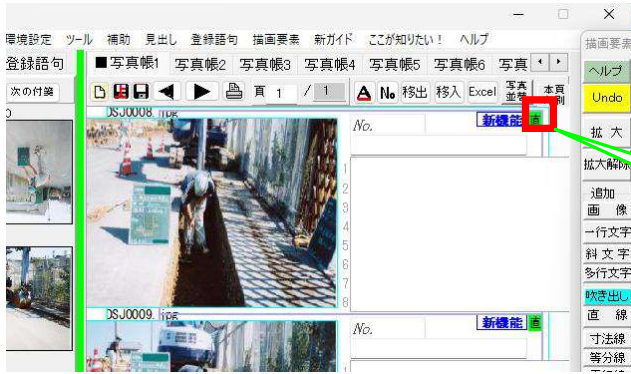 環境設定 ツール 補助 見出し 登録語句 描画要素 新ガイド ここが知りたい! ヘルプ
登録語句
■写真帳1 写真帳2 写真帳3 写真帳4 写真帳5 写真帳6 写真
次の付箋
頁 1 / 1 A No 移出 移入 Excel 写真並替 本頁
DSJ0008.jpg
No.
新機能 直
1
2
3
4
5
6
7
8
DSJ0009.jpg
No.
新機能 直
1
描画要素
ヘルプ
Undo
拡 大
拡大解除
追加
画 像
一行文字
斜文字
多行文字
吹き出し
直 線
寸法線
等分線